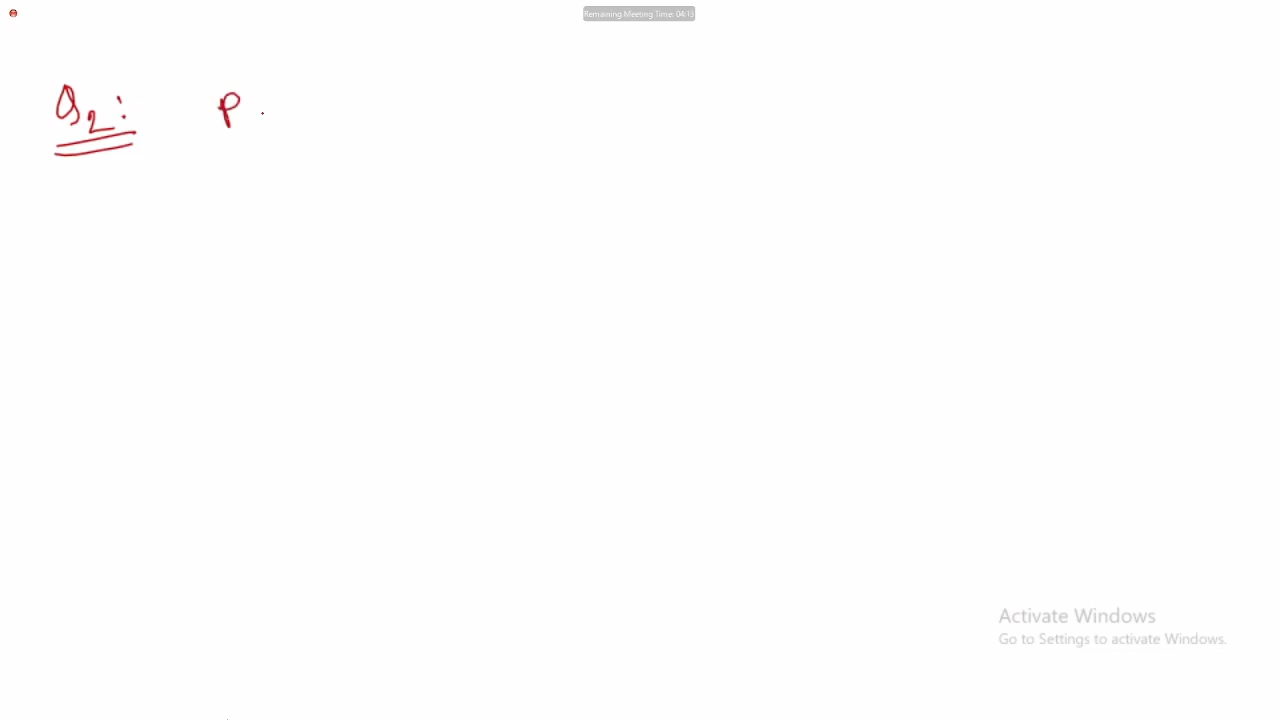 Remaining Meeting Time: 04:13
Q2: P
Activate Windows
Go to Settings to activate Windows.